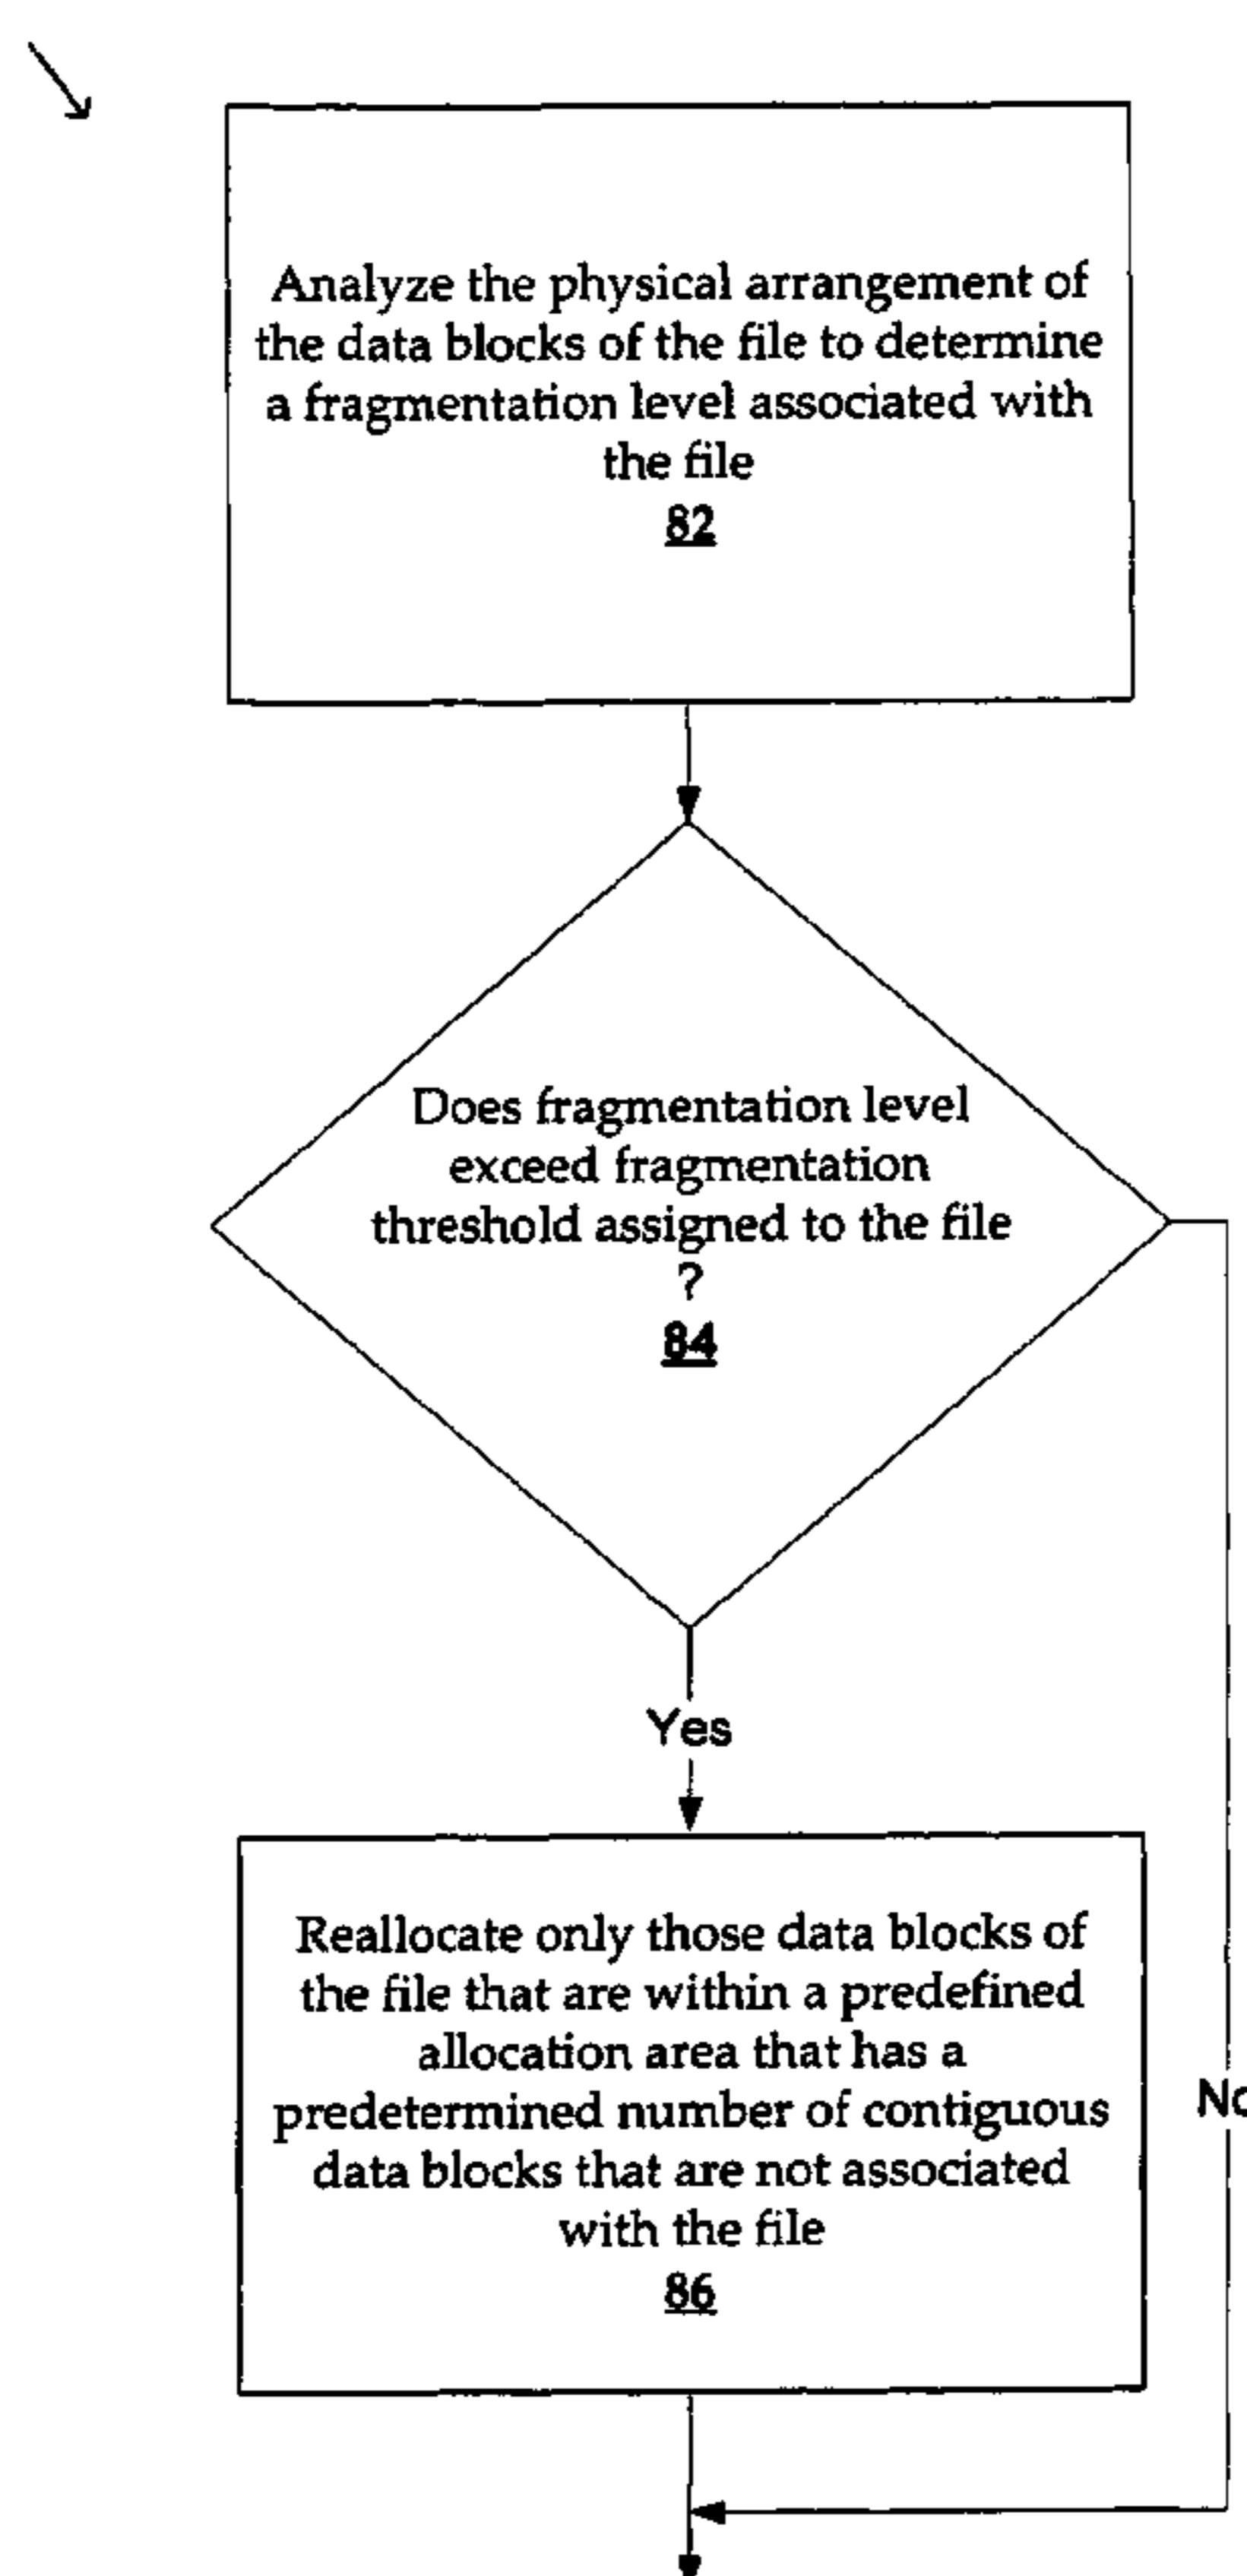 Analyze the physical arrangement of
the data blocks of the file to determine
a fragmentation level associated with
the file
82
Does fragmentation level
exceed fragmentation
threshold assigned to the file
?
84
Yes
Reallocate only those data blocks of
the file that are within a predefined
allocation area that has a
predetermined number of contiguous
data blocks that are not associated
with the file
86
No